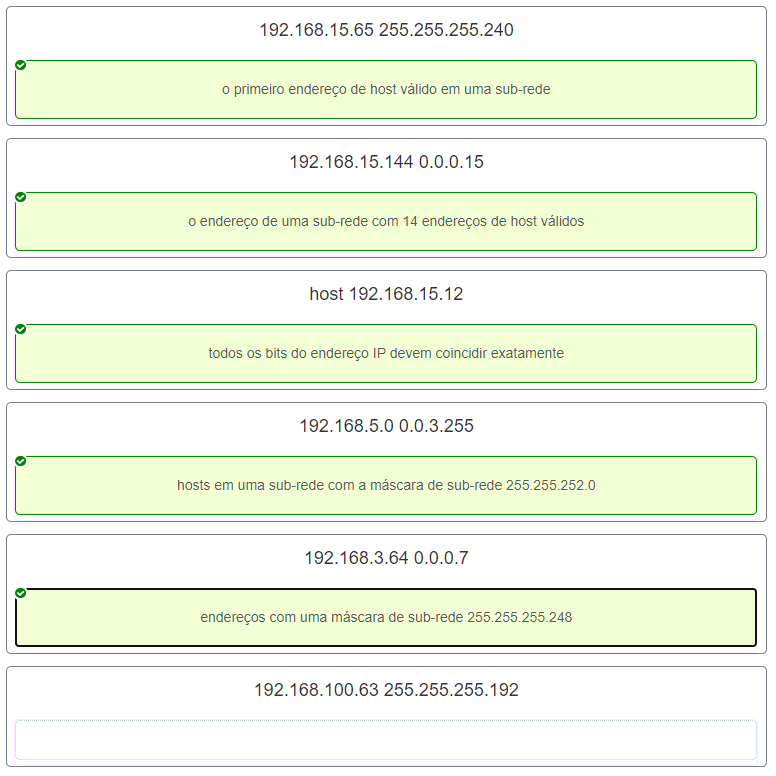 192.168.15.65 255.255.255.240
o primeiro endereço de host válido em uma sub-rede
192.168.15.144 0.0.0.15
o endereço de uma sub-rede com 14 endereços de host válidos
host 192.168.15.12
todos os bits do endereço IP devem coincidir exatamente
192.168.5.0 0.0.3.255
hosts em uma sub-rede com a máscara de sub-rede 255.255.252.0
192.168.3.64 0.0.0.7
endereços com uma máscara de sub-rede 255.255.255.248
192.168.100.63 255.255.255.192